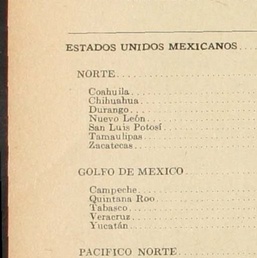 ESTADOS UNIDOS MEXICANOS....
NORTE....................
Coahuila.................
Chihuahua................
Durango..................
Nuevo León...............
San Luis Potosí..........
Tamaulipas...............
Zacatecas................
GOLFO DE MEXICO..........
Campeche.................
Quintana Roo.............
Tabasco..................
Veracruz.................
Yucatán..................
PACIFICO NORTE...........